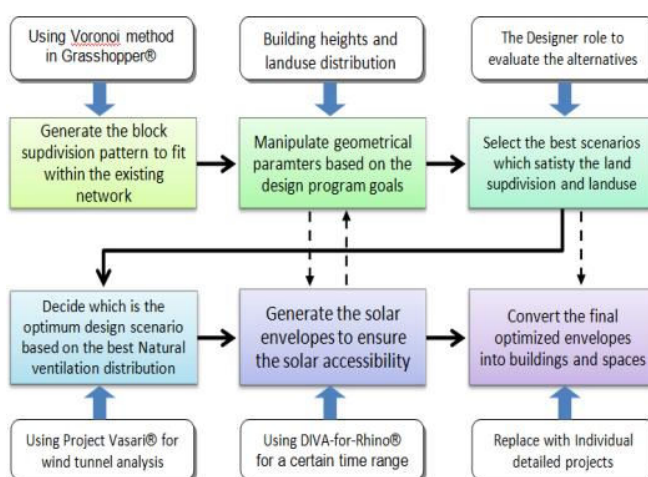 Using Voronoi method
in Grasshopper®
Building heights and
landuse distribution
The Designer role to
evaluate the alternatives
Generate the block
supdivision pattern to fit
within the existing
network
Manipulate geometrical
paramters based on the
design program goals
Select the best scenarios
which satisty the land
supdivision and landuse
Decide which is the
optimum design scenario
based on the best Natural
ventilation distribution
Generate the solar
envelopes to ensure
the solar accessibility
Convert the final
optimized envelopes
into buildings and spaces
Using Project Vasari® for
wind tunnel analysis
Using DIVA-for-Rhino®
for a certain time range
Replace with Individual
detailed projects